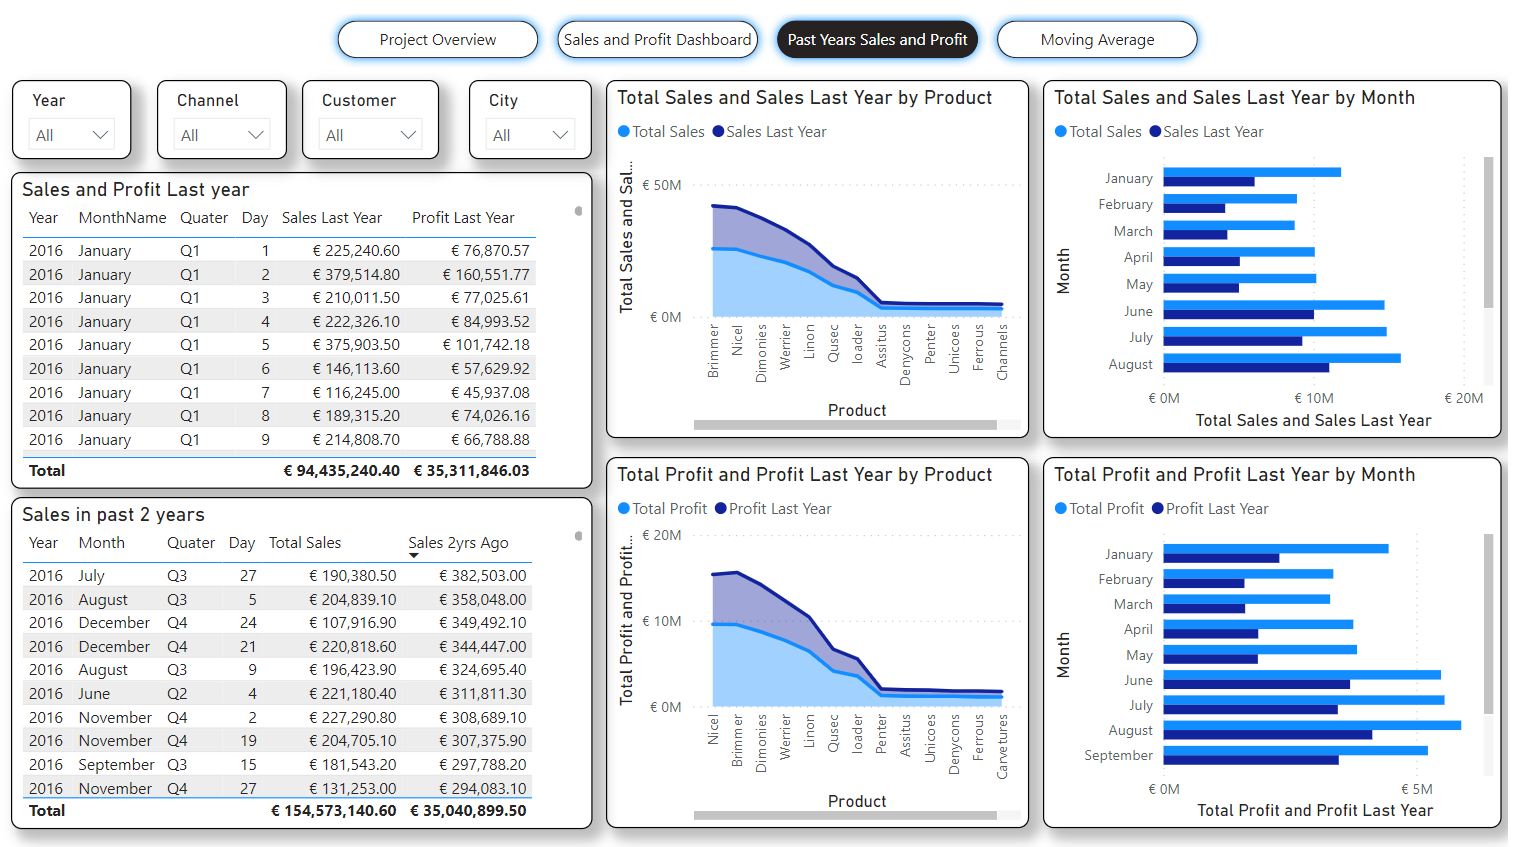 Project Overview
Sales and Profit Dashboard
Past Years Sales and Profit
Moving Average
Year
All
Channel
All
Customer
All
City
All
Sales and Profit Last year
Year MonthName Quater Day Sales Last Year Profit Last Year
2016 January Q1 1 € 225,240.60 € 76,870.57
2016 January Q1 2 € 379,514.80 € 160,551.77
2016 January Q1 3 € 210,011.50 € 77,025.61
2016 January Q1 4 € 222,326.10 € 84,993.52
2016 January Q1 5 € 375,903.50 € 101,742.18
2016 January Q1 6 € 146,113.60 € 57,629.92
2016 January Q1 7 € 116,245.00 € 45,937.08
2016 January Q1 8 € 189,315.20 € 74,026.16
2016 January Q1 9 € 214,808.70 € 66,788.88
Total € 94,435,240.40 € 35,311,846.03
Sales in past 2 years
Year Month Quater Day Total Sales Sales 2yrs Ago
2016 July Q3 27 € 190,380.50 € 382,503.00
2016 August Q3 5 € 204,839.10 € 358,048.00
2016 December Q4 24 € 107,916.90 € 349,492.10
2016 December Q4 21 € 220,818.60 € 344,447.00
2016 August Q3 9 € 196,423.90 € 324,695.40
2016 June Q2 4 € 221,180.40 € 311,811.30
2016 November Q4 2 € 227,290.80 € 308,689.10
2016 November Q4 19 € 204,705.10 € 307,375.90
2016 September Q3 15 € 181,543.20 € 297,788.20
2016 November Q4 27 € 131,253.00 € 294,083.10
Total € 154,573,140.60 € 35,040,899.50
Total Sales and Sales Last Year by Product
Total Sales Sales Last Year
Total Sales and Sal...
€ 50M
€ 0M
Brimmer
Nicel
Dimonies
Werrier
Linon
Qusec
loader
Assitus
Denycons
Penter
Unicoes
Ferrous
Channels
Product
Total Sales and Sales Last Year by Month
Total Sales Sales Last Year
Month
January
February
March
April
May
June
July
August
€ 0M € 10M € 20M
Total Sales and Sales Last Year
Total Profit and Profit Last Year by Product
Total Profit Profit Last Year
Total Profit and Profit...
€ 20M
€ 10M
€ 0M
Nicel
Brimmer
Dimonies
Werrier
Linon
Qusec
loader
Penter
Assitus
Unicoes
Denycons
Ferrous
Carvetures
Product
Total Profit and Profit Last Year by Month
Total Profit Profit Last Year
Month
January
February
March
April
May
June
July
August
September
€ 0M € 5M
Total Profit and Profit Last Year